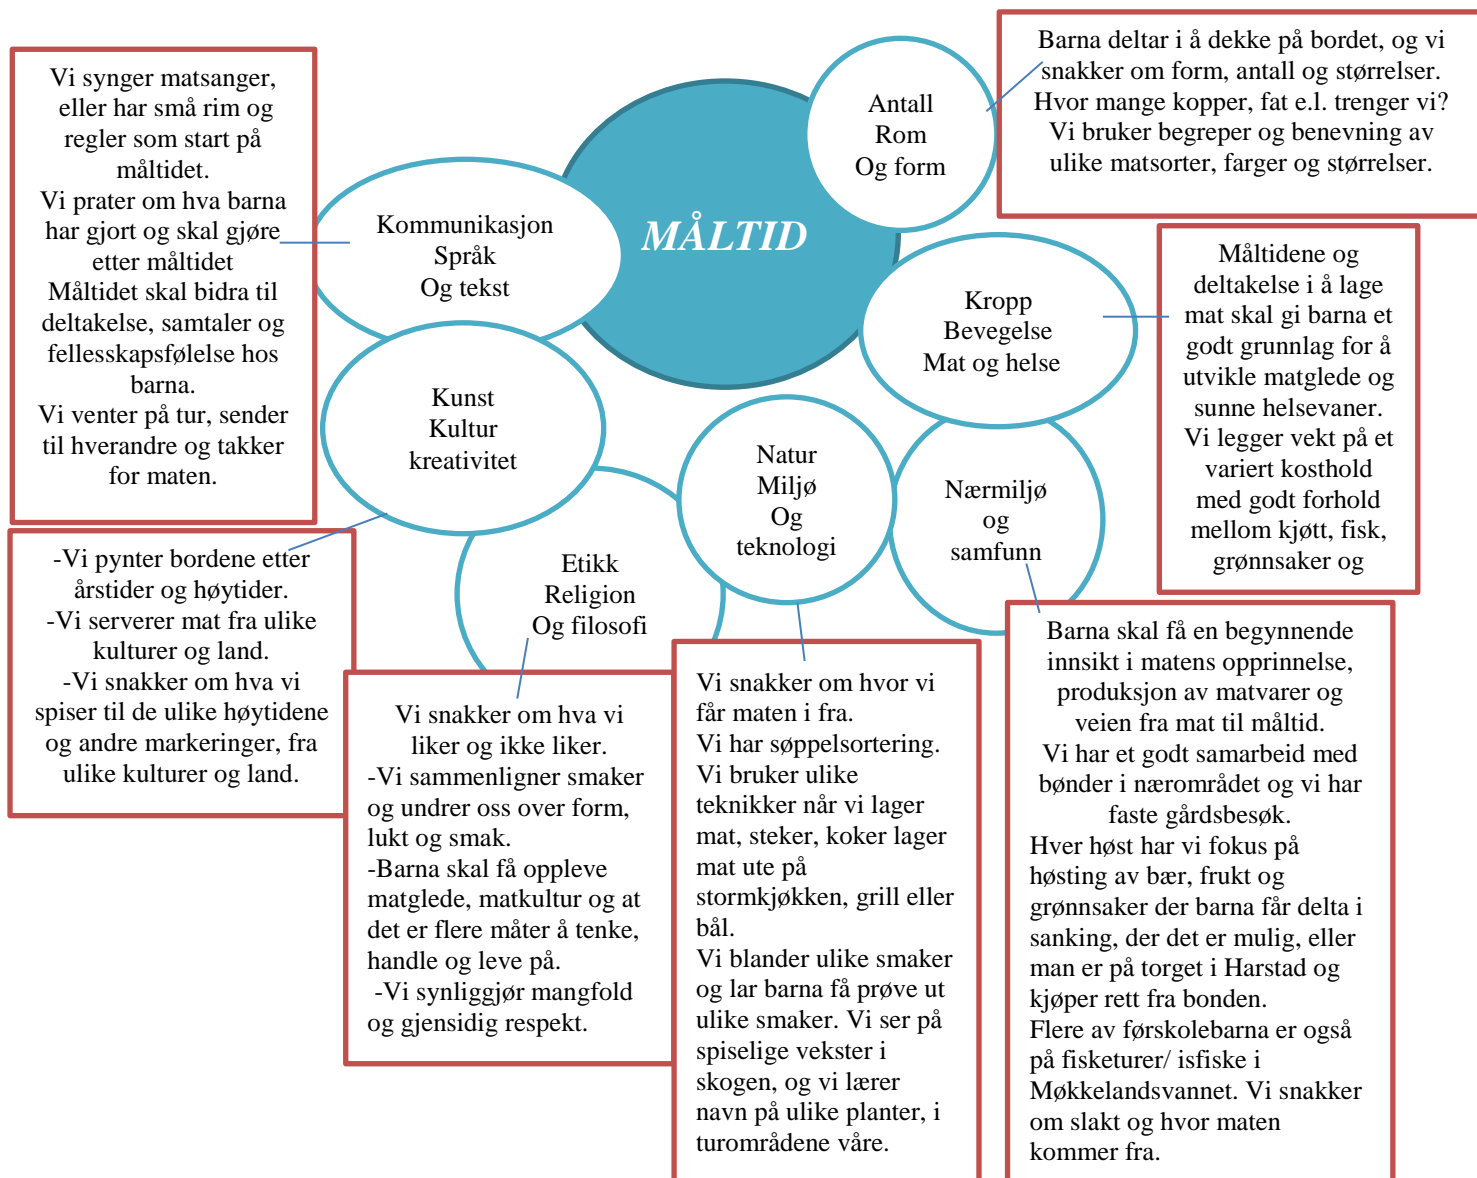 MÅLTID
Antall
Rom
Og form
Barna deltar i å dekke på bordet, og vi
snakker om form, antall og størrelser.
Hvor mange kopper, fat e.l. trenger vi?
Vi bruker begreper og benevning av
ulike matsorter, farger og størrelser.
Kommunikasjon
Språk
Og tekst
Vi synger matsanger,
eller har små rim og
regler som start på
måltidet.
Vi prater om hva barna
har gjort og skal gjøre
etter måltidet
Måltidet skal bidra til
deltakelse, samtaler og
fellesskapsfølelse hos
barna.
Vi venter på tur, sender
til hverandre og takker
for maten.
Kropp
Bevegelse
Mat og helse
Måltidene og
deltakelse i å lage
mat skal gi barna et
godt grunnlag for å
utvikle matglede og
sunne helsevaner.
Vi legger vekt på et
variert kosthold
med godt forhold
mellom kjøtt, fisk,
grønnsaker og
Kunst
Kultur
kreativitet
-Vi pynter bordene etter
årstider og høytider.
-Vi serverer mat fra ulike
kulturer og land.
-Vi snakker om hva vi
spiser til de ulike høytidene
og andre markeringer, fra
ulike kulturer og land.
Etikk
Religion
Og filosofi
Vi snakker om hva vi
liker og ikke liker.
-Vi sammenligner smaker
og undrer oss over form,
lukt og smak.
-Barna skal få oppleve
matglede, matkultur og at
det er flere måter å tenke,
handle og leve på.
-Vi synliggjør mangfold
og gjensidig respekt.
Natur
Miljø
Og
teknologi
Vi snakker om hvor vi
får maten i fra.
Vi har søppelsortering.
Vi bruker ulike
teknikker når vi lager
mat, steker, koker lager
mat ute på
stormkjøkken, grill eller
bål.
Vi blander ulike smaker
og lar barna få prøve ut
ulike smaker. Vi ser på
spiselige vekster i
skogen, og vi lærer
navn på ulike planter, i
turområdene våre.
Nærmiljø
og
samfunn
Barna skal få en begynnende
innsikt i matens opprinnelse,
produksjon av matvarer og
veien fra mat til måltid.
Vi har et godt samarbeid med
bønder i nærområdet og vi har
faste gårdsbesøk.
Hver høst har vi fokus på
høsting av bær, frukt og
grønnsaker der barna får delta i
sanking, der det er mulig, eller
man er på torget i Harstad og
kjøper rett fra bonden.
Flere av førskolebarna er også
på fisketurer/ isfiske i
Møkkelandsvannet. Vi snakker
om slakt og hvor maten
kommer fra.